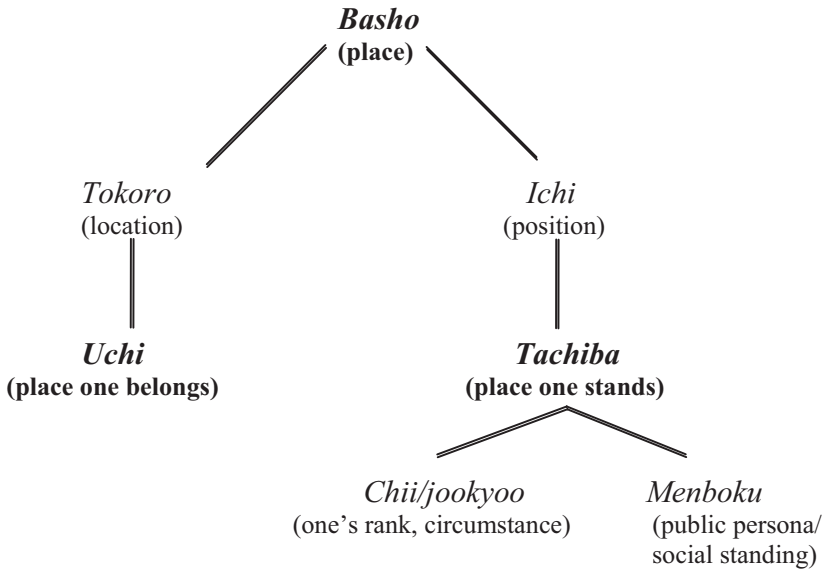 Basho
(place)
Tokoro
(location)
Ichi
(position)
Uchi
(place one belongs)
Tachiba
(place one stands)
Chii/jookyoo
(one’s rank, circumstance)
Menboku
(public persona/
social standing)